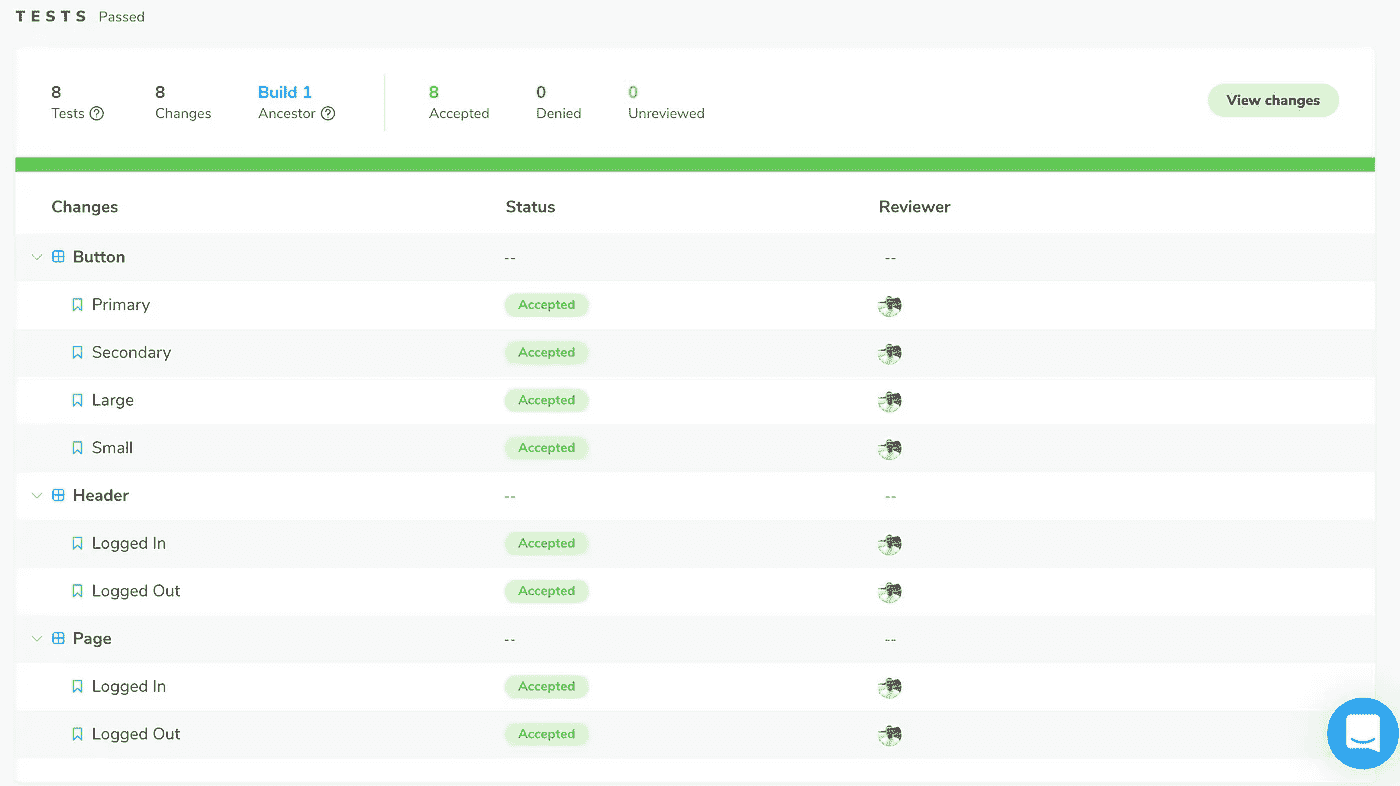 TESTS Passed
8 8 Build 1 8 0 0
Tests ? Changes Ancestor ? Accepted Denied Unreviewed
View changes
Changes Status Reviewer
Button -- --
Primary Accepted
Secondary Accepted
Large Accepted
Small Accepted
Header -- --
Logged In Accepted
Logged Out Accepted
Page -- --
Logged In Accepted
Logged Out Accepted